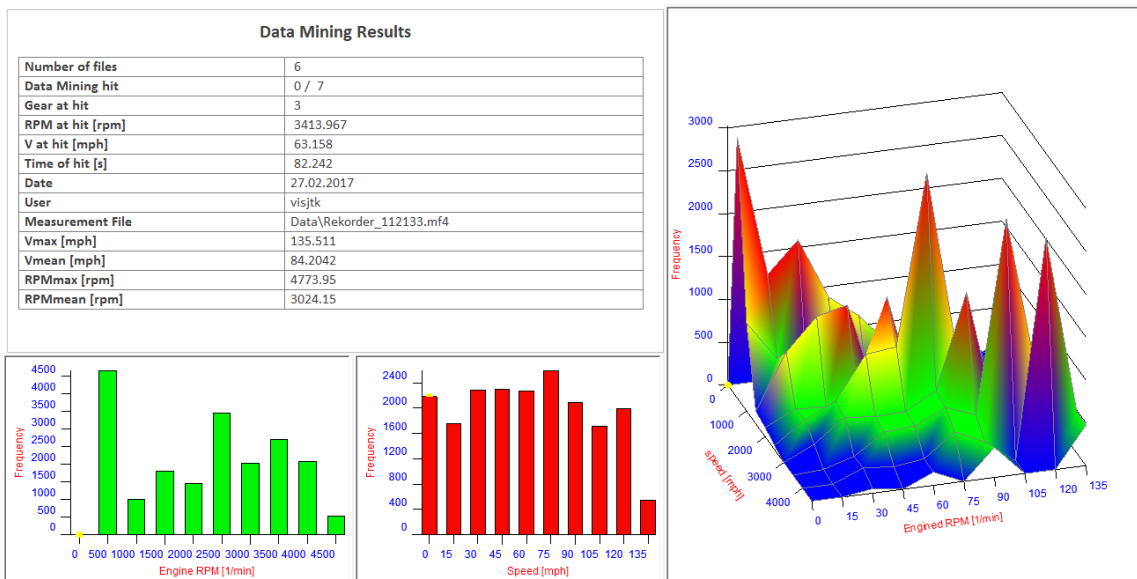 Data Mining Results
Number of files 6
Data Mining hit 0 / 7
Gear at hit 3
RPM at hit [rpm] 3413.967
V at hit [mph] 63.158
Time of hit [s] 82.242
Date 27.02.2017
User visjtk
Measurement File Data\Rekorder_112133.mf4
Vmax [mph] 135.511
Vmean [mph] 84.2042
RPMmax [rpm] 4773.95
RPMmean [rpm] 3024.15
4500
4000
3500
3000
2500
2000
1500
1000
500
0
Frequency
0 500 1000 1500 2000 2500 3000 3500 4000 4500
Engine RPM [1/min]
2400
2000
1600
1200
800
400
0
Frequency
0 15 30 45 60 75 90 105 120 135
Speed [mph]
3000
2500
2000
1500
1000
500
0
Frequency
0
1000
2000
3000
4000
speed [mph]
0 15 30 45 60 75 90 105 120 135
Engined RPM [1/min]